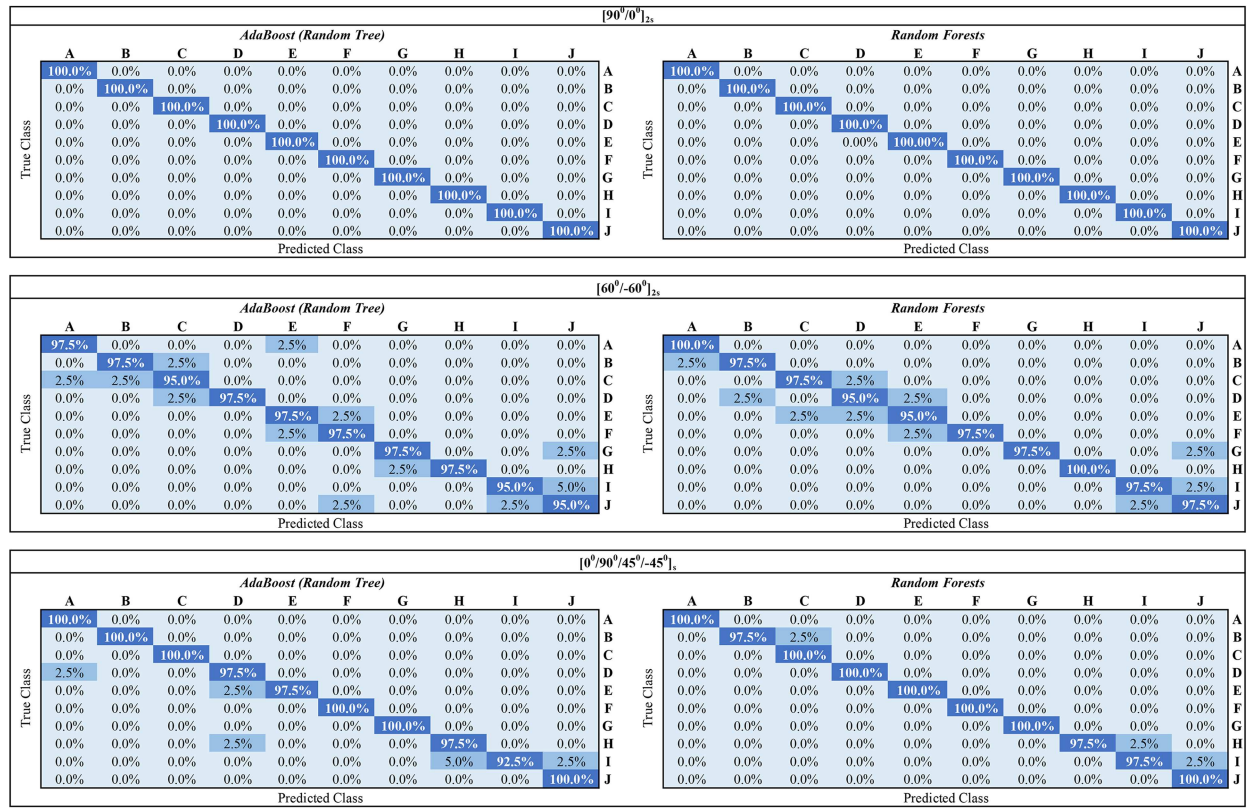 [90⁰/0⁰]₂ₛ
AdaBoost (Random Tree) Random Forests
A B C D E F G H I J A B C D E F G H I J
100.0% 0.0% 0.0% 0.0% 0.0% 0.0% 0.0% 0.0% 0.0% 0.0% A 100.0% 0.0% 0.0% 0.0% 0.0% 0.0% 0.0% 0.0% 0.0% 0.0% A
0.0% 100.0% 0.0% 0.0% 0.0% 0.0% 0.0% 0.0% 0.0% 0.0% B 0.0% 100.0% 0.0% 0.0% 0.0% 0.0% 0.0% 0.0% 0.0% 0.0% B
0.0% 0.0% 100.0% 0.0% 0.0% 0.0% 0.0% 0.0% 0.0% 0.0% C 0.0% 0.0% 100.0% 0.0% 0.0% 0.0% 0.0% 0.0% 0.0% 0.0% C
0.0% 0.0% 0.0% 100.0% 0.0% 0.0% 0.0% 0.0% 0.0% 0.0% D 0.0% 0.0% 0.0% 100.0% 0.0% 0.0% 0.0% 0.0% 0.0% 0.0% D
True Class 0.0% 0.0% 0.0% 0.0% 100.0% 0.0% 0.0% 0.0% 0.0% 0.0% E True Class 0.0% 0.0% 0.0% 0.00% 100.00% 0.0% 0.0% 0.0% 0.0% 0.0% E
0.0% 0.0% 0.0% 0.0% 0.0% 100.0% 0.0% 0.0% 0.0% 0.0% F 0.0% 0.0% 0.0% 0.0% 0.0% 100.0% 0.0% 0.0% 0.0% 0.0% F
0.0% 0.0% 0.0% 0.0% 0.0% 0.0% 100.0% 0.0% 0.0% 0.0% G 0.0% 0.0% 0.0% 0.0% 0.0% 0.0% 100.0% 0.0% 0.0% 0.0% G
0.0% 0.0% 0.0% 0.0% 0.0% 0.0% 0.0% 100.0% 0.0% 0.0% H 0.0% 0.0% 0.0% 0.0% 0.0% 0.0% 0.0% 100.0% 0.0% 0.0% H
0.0% 0.0% 0.0% 0.0% 0.0% 0.0% 0.0% 0.0% 100.0% 0.0% I 0.0% 0.0% 0.0% 0.0% 0.0% 0.0% 0.0% 0.0% 100.0% 0.0% I
0.0% 0.0% 0.0% 0.0% 0.0% 0.0% 0.0% 0.0% 0.0% 100.0% J 0.0% 0.0% 0.0% 0.0% 0.0% 0.0% 0.0% 0.0% 0.0% 100.0% J
Predicted Class Predicted Class
[60⁰/-60⁰]₂ₛ
AdaBoost (Random Tree) Random Forests
A B C D E F G H I J A B C D E F G H I J
97.5% 0.0% 0.0% 0.0% 2.5% 0.0% 0.0% 0.0% 0.0% 0.0% A 100.0% 0.0% 0.0% 0.0% 0.0% 0.0% 0.0% 0.0% 0.0% 0.0% A
0.0% 97.5% 2.5% 0.0% 0.0% 0.0% 0.0% 0.0% 0.0% 0.0% B 2.5% 97.5% 0.0% 0.0% 0.0% 0.0% 0.0% 0.0% 0.0% 0.0% B
2.5% 2.5% 95.0% 0.0% 0.0% 0.0% 0.0% 0.0% 0.0% 0.0% C 0.0% 0.0% 97.5% 2.5% 0.0% 0.0% 0.0% 0.0% 0.0% 0.0% C
0.0% 0.0% 2.5% 97.5% 0.0% 0.0% 0.0% 0.0% 0.0% 0.0% D 0.0% 2.5% 0.0% 95.0% 2.5% 0.0% 0.0% 0.0% 0.0% 0.0% D
True Class 0.0% 0.0% 0.0% 0.0% 97.5% 2.5% 0.0% 0.0% 0.0% 0.0% E True Class 0.0% 0.0% 2.5% 2.5% 95.0% 0.0% 0.0% 0.0% 0.0% 0.0% E
0.0% 0.0% 0.0% 0.0% 2.5% 97.5% 0.0% 0.0% 0.0% 0.0% F 0.0% 0.0% 0.0% 0.0% 2.5% 97.5% 0.0% 0.0% 0.0% 0.0% F
0.0% 0.0% 0.0% 0.0% 0.0% 0.0% 97.5% 0.0% 0.0% 2.5% G 0.0% 0.0% 0.0% 0.0% 0.0% 0.0% 97.5% 0.0% 0.0% 2.5% G
0.0% 0.0% 0.0% 0.0% 0.0% 0.0% 2.5% 97.5% 0.0% 0.0% H 0.0% 0.0% 0.0% 0.0% 0.0% 0.0% 0.0% 100.0% 0.0% 0.0% H
0.0% 0.0% 0.0% 0.0% 0.0% 0.0% 0.0% 0.0% 95.0% 5.0% I 0.0% 0.0% 0.0% 0.0% 0.0% 0.0% 0.0% 0.0% 97.5% 2.5% I
0.0% 0.0% 0.0% 0.0% 0.0% 2.5% 0.0% 0.0% 2.5% 95.0% J 0.0% 0.0% 0.0% 0.0% 0.0% 0.0% 0.0% 0.0% 2.5% 97.5% J
Predicted Class Predicted Class
[0⁰/90⁰/45⁰/-45⁰]ₛ
AdaBoost (Random Tree) Random Forests
A B C D E F G H I J A B C D E F G H I J
100.0% 0.0% 0.0% 0.0% 0.0% 0.0% 0.0% 0.0% 0.0% 0.0% A 100.0% 0.0% 0.0% 0.0% 0.0% 0.0% 0.0% 0.0% 0.0% 0.0% A
0.0% 100.0% 0.0% 0.0% 0.0% 0.0% 0.0% 0.0% 0.0% 0.0% B 0.0% 97.5% 2.5% 0.0% 0.0% 0.0% 0.0% 0.0% 0.0% 0.0% B
0.0% 0.0% 100.0% 0.0% 0.0% 0.0% 0.0% 0.0% 0.0% 0.0% C 0.0% 0.0% 100.0% 0.0% 0.0% 0.0% 0.0% 0.0% 0.0% 0.0% C
2.5% 0.0% 0.0% 97.5% 0.0% 0.0% 0.0% 0.0% 0.0% 0.0% D 0.0% 0.0% 0.0% 100.0% 0.0% 0.0% 0.0% 0.0% 0.0% 0.0% D
True Class 0.0% 0.0% 0.0% 2.5% 97.5% 0.0% 0.0% 0.0% 0.0% 0.0% E True Class 0.0% 0.0% 0.0% 0.0% 100.0% 0.0% 0.0% 0.0% 0.0% 0.0% E
0.0% 0.0% 0.0% 0.0% 0.0% 100.0% 0.0% 0.0% 0.0% 0.0% F 0.0% 0.0% 0.0% 0.0% 0.0% 100.0% 0.0% 0.0% 0.0% 0.0% F
0.0% 0.0% 0.0% 0.0% 0.0% 0.0% 100.0% 0.0% 0.0% 0.0% G 0.0% 0.0% 0.0% 0.0% 0.0% 0.0% 100.0% 0.0% 0.0% 0.0% G
0.0% 0.0% 0.0% 2.5% 0.0% 0.0% 0.0% 97.5% 0.0% 0.0% H 0.0% 0.0% 0.0% 0.0% 0.0% 0.0% 0.0% 97.5% 2.5% 0.0% H
0.0% 0.0% 0.0% 0.0% 0.0% 0.0% 0.0% 5.0% 92.5% 2.5% I 0.0% 0.0% 0.0% 0.0% 0.0% 0.0% 0.0% 0.0% 97.5% 2.5% I
0.0% 0.0% 0.0% 0.0% 0.0% 0.0% 0.0% 0.0% 0.0% 100.0% J 0.0% 0.0% 0.0% 0.0% 0.0% 0.0% 0.0% 0.0% 0.0% 100.0% J
Predicted Class Predicted Class